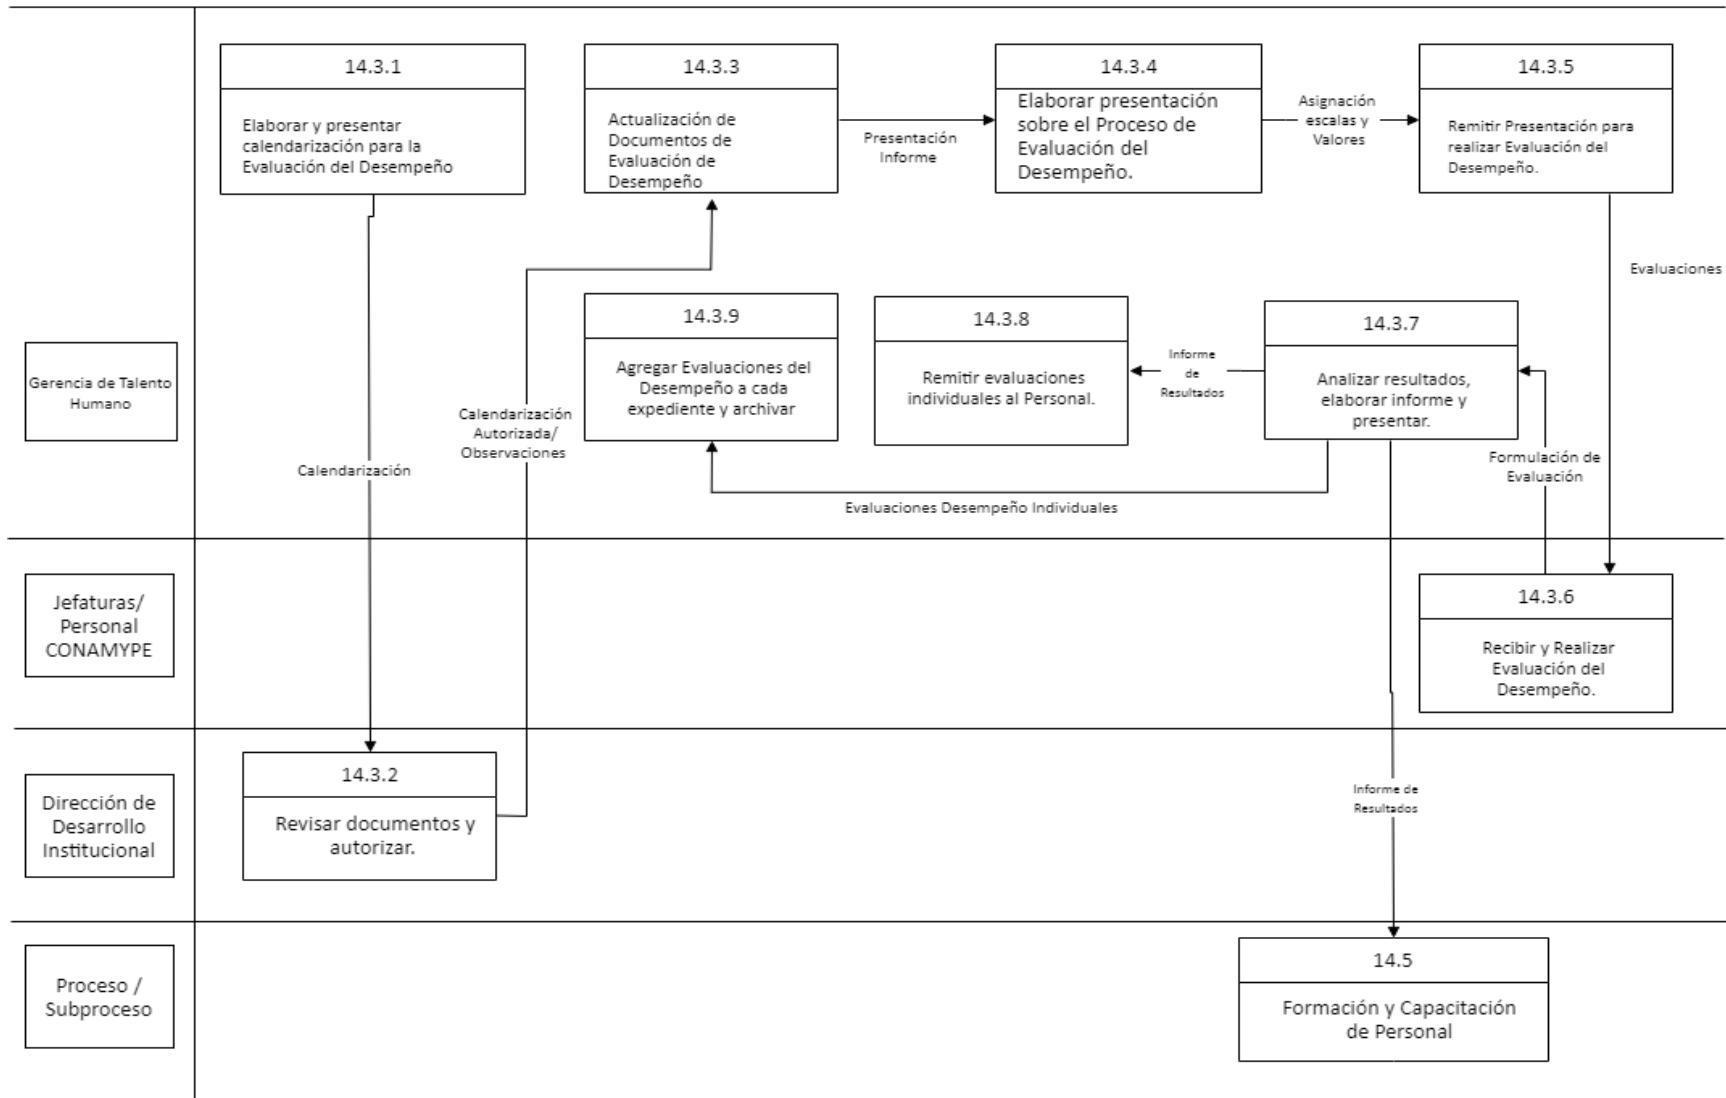 14.3.1
Elaborar y presentar
calendarización para la
Evaluación del Desempeño
14.3.3
Actualización de
Documentos de
Evaluación de
Desempeño
Presentación
Informe
14.3.4
Elaborar presentación
sobre el Proceso de
Evaluación del
Desempeño.
Asignación
escalas y
Valores
14.3.5
Remitir Presentación para
realizar Evaluación del
Desempeño.
Evaluaciones
Gerencia de Talento
Humano
14.3.9
Agregar Evaluaciones del
Desempeño a cada
expediente y archivar
14.3.8
Remitir evaluaciones
individuales al Personal.
Informe
de
Resultados
14.3.7
Analizar resultados,
elaborar informe y
presentar.
Calendarización
Calendarización
Autorizada/
Observaciones
Formulación de
Evaluación
Evaluaciones Desempeño Individuales
Jefaturas/
Personal
CONAMYPE
14.3.6
Recibir y Realizar
Evaluación del
Desempeño.
Dirección de
Desarrollo
Institucional
14.3.2
Revisar documentos y
autorizar.
Informe de
Resultados
Proceso /
Subproceso
14.5
Formación y Capacitación
de Personal